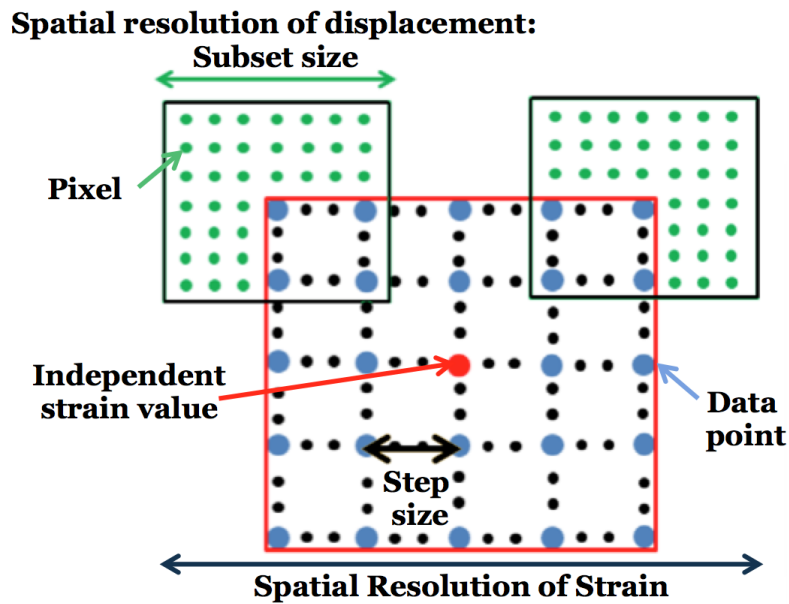 Spatial resolution of displacement:
Subset size
Pixel
Independent
strain value
Data
point
Step
size
Spatial Resolution of Strain